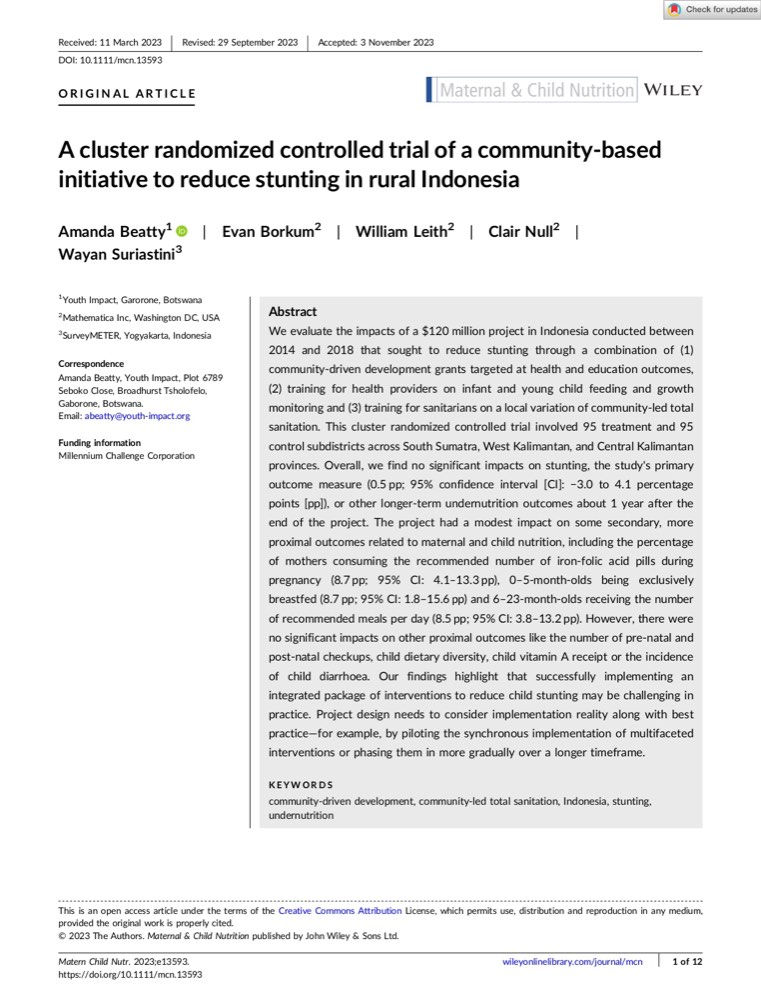 Check for updates
Received: 11 March 2023 | Revised: 29 September 2023 | Accepted: 3 November 2023
DOI: 10.1111/mcn.13593
ORIGINAL ARTICLE
Maternal & Child Nutrition WILEY
A cluster randomized controlled trial of a community-based
initiative to reduce stunting in rural Indonesia
Amanda Beatty1 | Evan Borkum2 | William Leith2 | Clair Null2 |
Wayan Suriastini3
1Youth Impact, Garorone, Botswana
2Mathematica Inc, Washington DC, USA
3SurveyMETER, Yogyakarta, Indonesia
Correspondence
Amanda Beatty, Youth Impact, Plot 6789
Seboko Close, Broadhurst Tsholofelo,
Gaborone, Botswana.
Email: abeatty@youth-impact.org
Funding information
Millennium Challenge Corporation
Abstract
We evaluate the impacts of a $120 million project in Indonesia conducted between
2014 and 2018 that sought to reduce stunting through a combination of (1)
community-driven development grants targeted at health and education outcomes,
(2) training for health providers on infant and young child feeding and growth
monitoring and (3) training for sanitarians on a local variation of community-led total
sanitation. This cluster randomized controlled trial involved 95 treatment and 95
control subdistricts across South Sumatra, West Kalimantan, and Central Kalimantan
provinces. Overall, we find no significant impacts on stunting, the study's primary
outcome measure (0.5 pp; 95% confidence interval [CI]: −3.0 to 4.1 percentage
points [pp]), or other longer-term undernutrition outcomes about 1 year after the
end of the project. The project had a modest impact on some secondary, more
proximal outcomes related to maternal and child nutrition, including the percentage
of mothers consuming the recommended number of iron-folic acid pills during
pregnancy (8.7 pp; 95% CI: 4.1–13.3 pp), 0–5-month-olds being exclusively
breastfed (8.7 pp; 95% CI: 1.8–15.6 pp) and 6–23-month-olds receiving the number
of recommended meals per day (8.5 pp; 95% CI: 3.8–13.2 pp). However, there were
no significant impacts on other proximal outcomes like the number of pre-natal and
post-natal checkups, child dietary diversity, child vitamin A receipt or the incidence
of child diarrhoea. Our findings highlight that successfully implementing an
integrated package of interventions to reduce child stunting may be challenging in
practice. Project design needs to consider implementation reality along with best
practice—for example, by piloting the synchronous implementation of multifaceted
interventions or phasing them in more gradually over a longer timeframe.
KEYWORDS
community-driven development, community-led total sanitation, Indonesia, stunting,
undernutrition
This is an open access article under the terms of the Creative Commons Attribution License, which permits use, distribution and reproduction in any medium,
provided the original work is properly cited.
© 2023 The Authors. Maternal & Child Nutrition published by John Wiley & Sons Ltd.
Matern Child Nutr. 2023;e13593. wileyonlinelibrary.com/journal/mcn | 1 of 12
https://doi.org/10.1111/mcn.13593